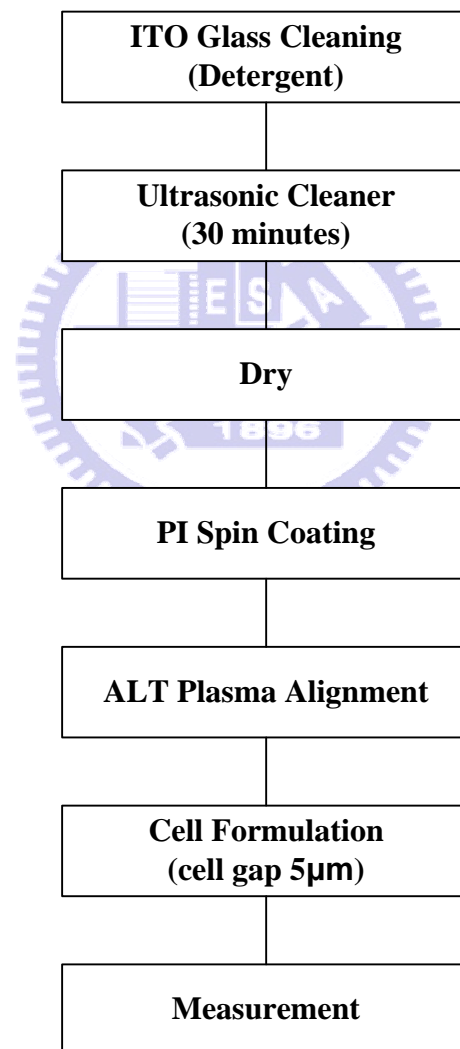 ITO Glass Cleaning
(Detergent)
Ultrasonic Cleaner
(30 minutes)
E S A
Dry
1896
PI Spin Coating
ALT Plasma Alignment
Cell Formulation
(cell gap 5μm)
Measurement